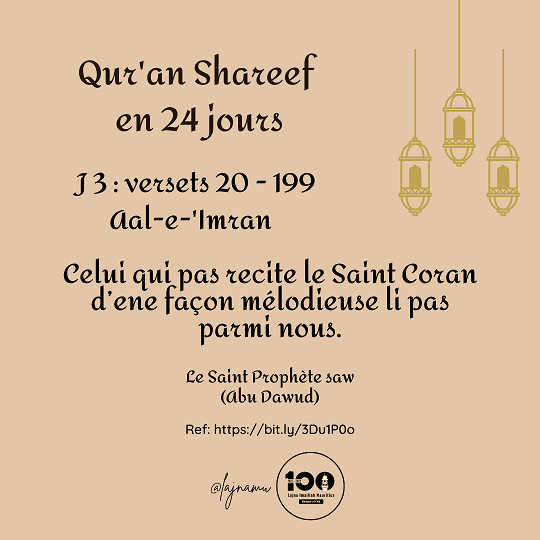 Qur'an Shareef
en 24 jours
J 3 : versets 20 - 199
Aal-e-'Imran
Celui qui pas recite le Saint Coran
d'ene façon mélodieuse li pas
parmi nous.
Le Saint Prophète saw
(Abu Dawud)
Ref: https://bit.ly/3Du1P0o
@lajnamu
100
Lajna Imaillah Mauritius